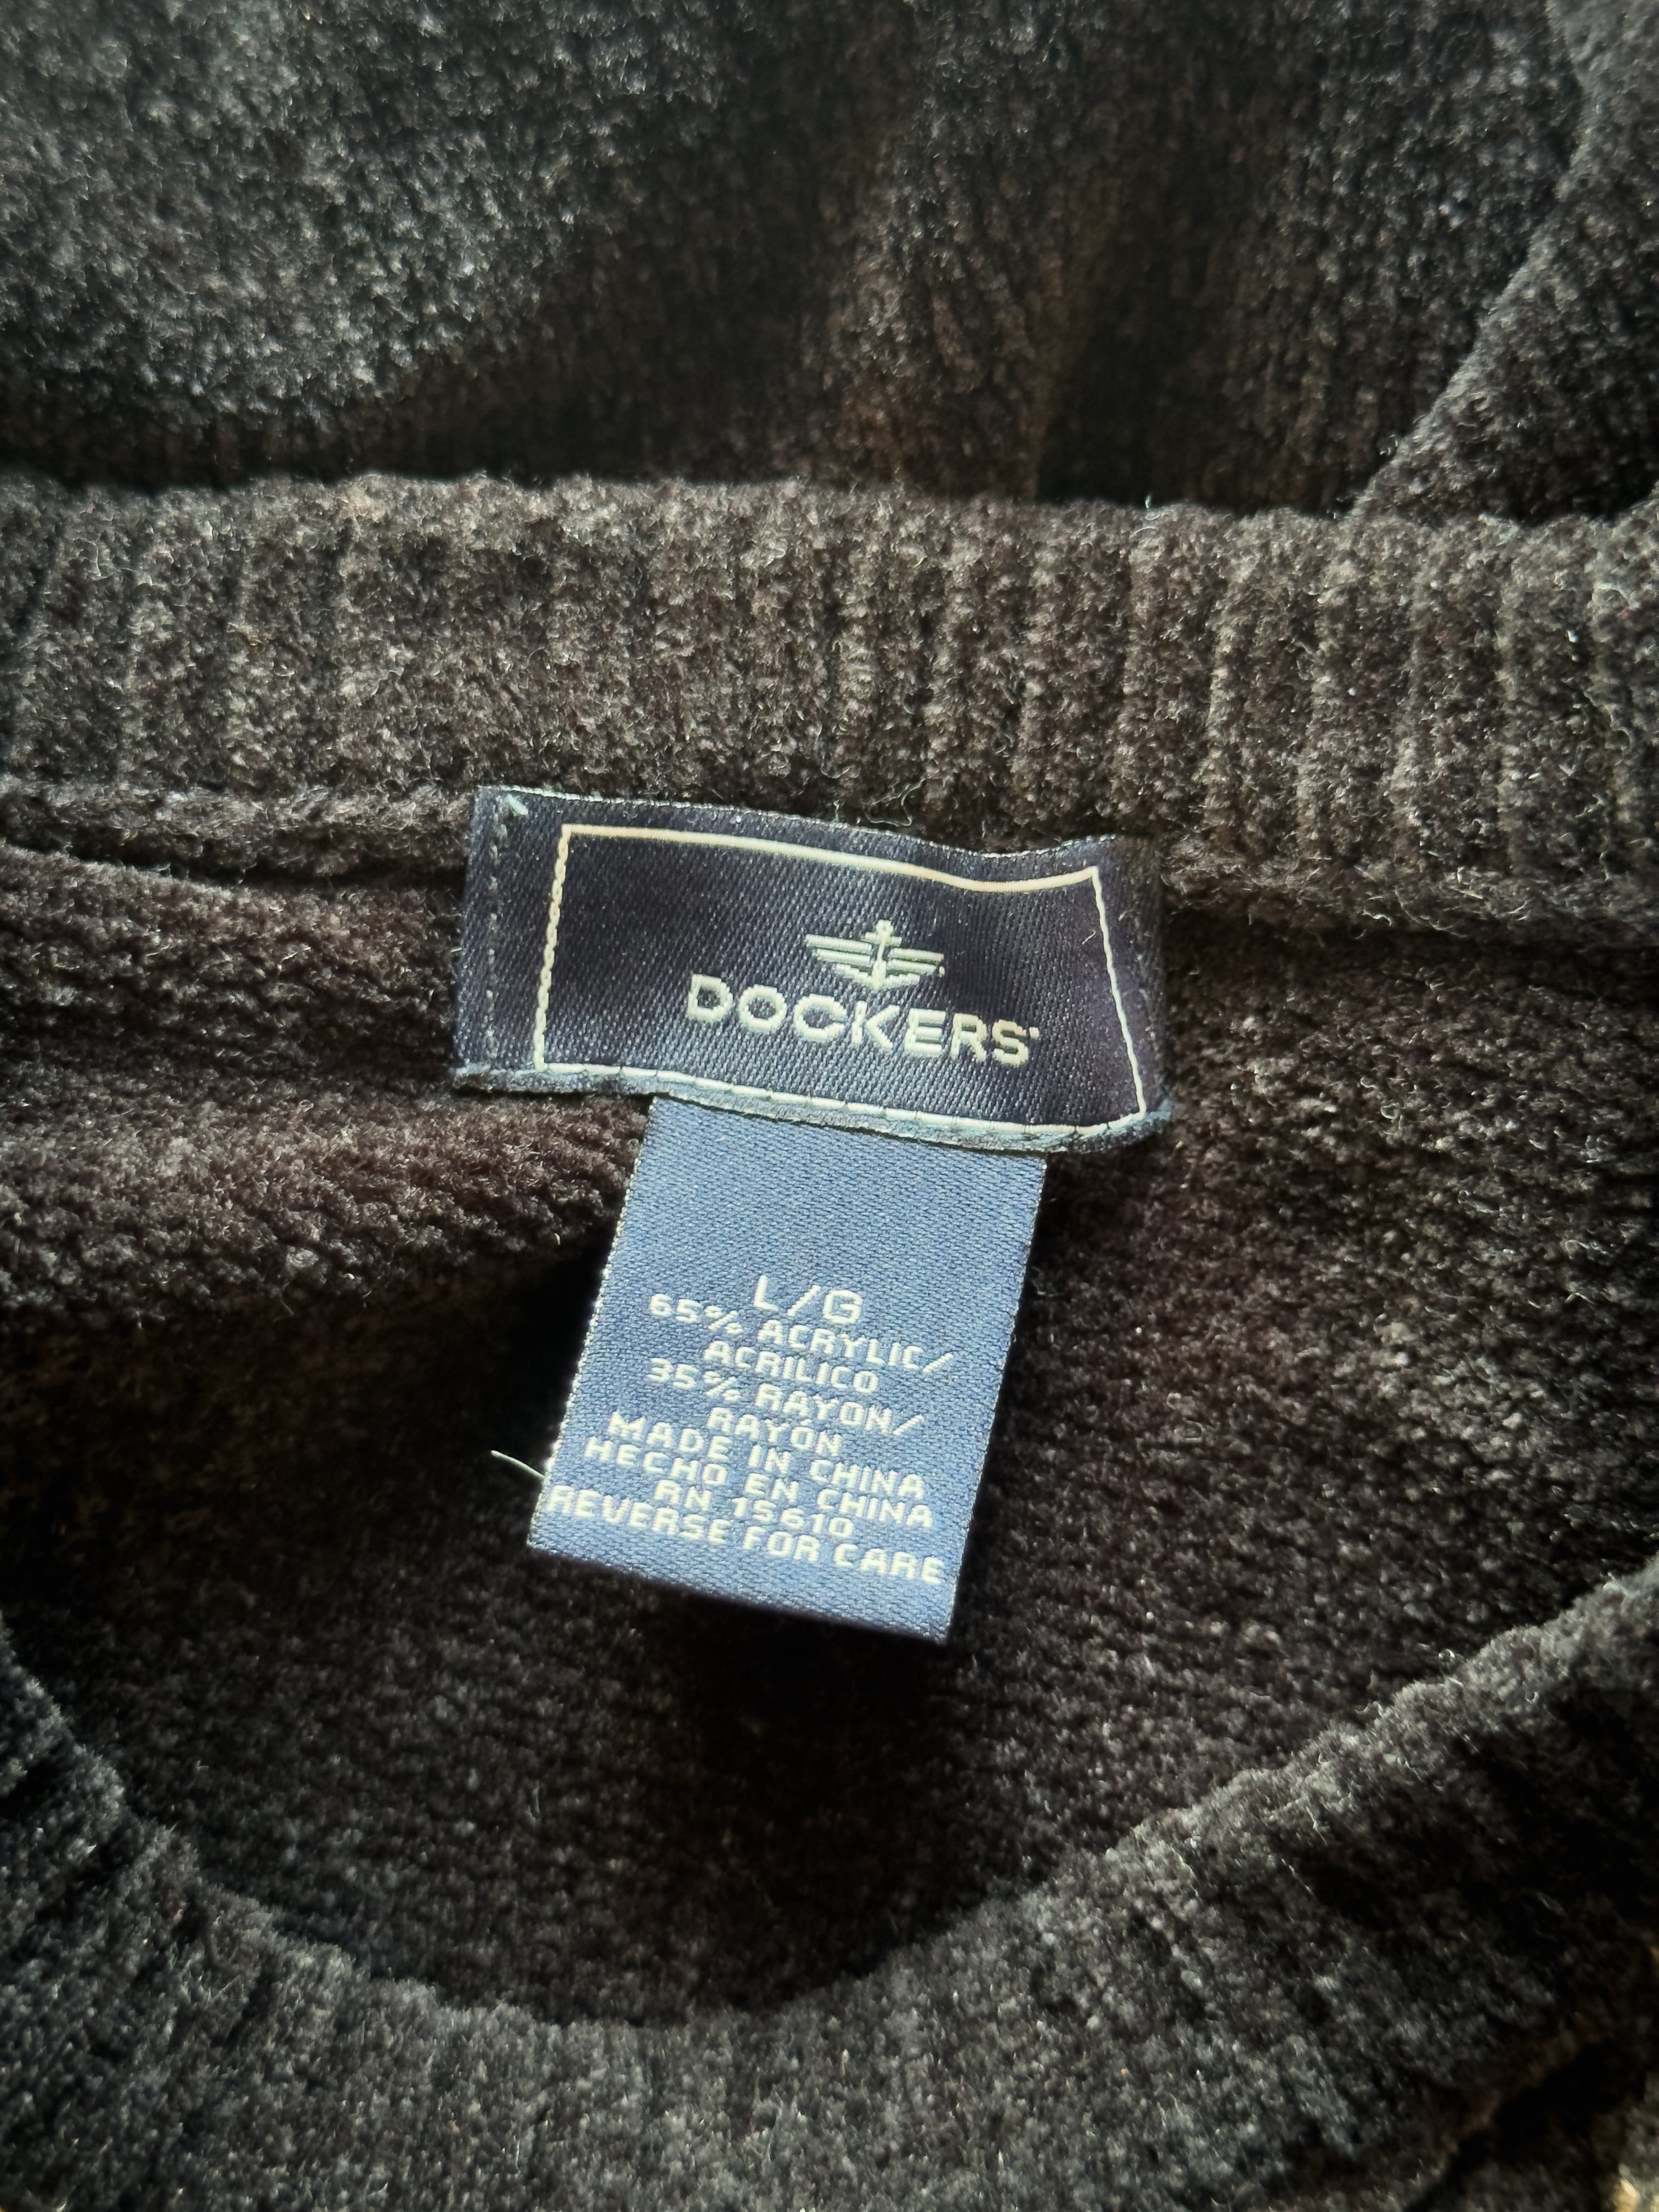 DOCKERS
L/G
65% ACRYLIC/
ACRILICO
35% RAYON/
RAYÓN
MADE IN CHINA
HECHO EN CHINA
RN 15610
REVERSE FOR CARE